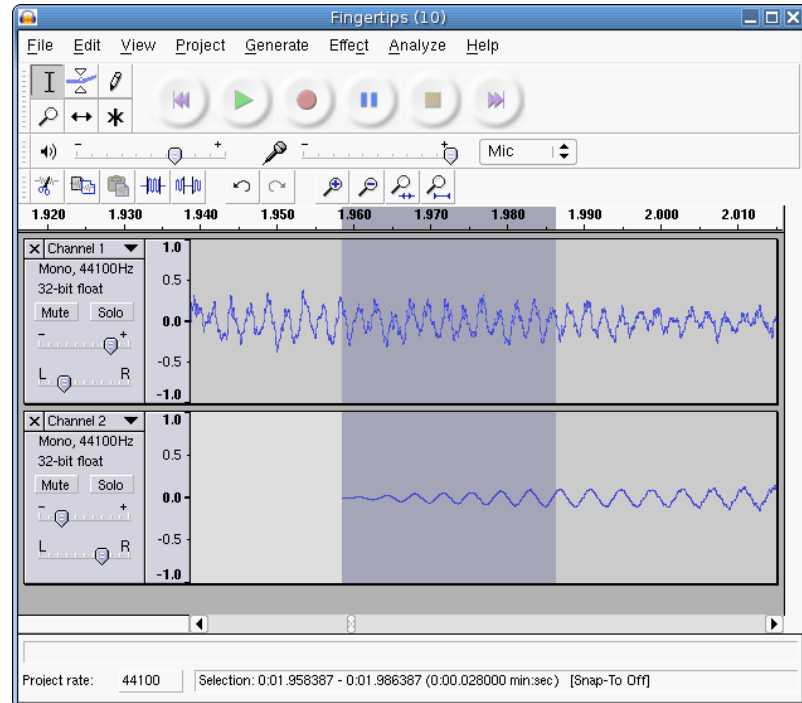 Fingertips (10)
File Edit View Project Generate Effect Analyze Help
- + - + Mic
1.920 1.930 1.940 1.950 1.960 1.970 1.980 1.990 2.000 2.010
Channel 1
Mono, 44100Hz
32-bit float
Mute Solo
- +
L R
1.0
0.5
0.0
-0.5
-1.0
Channel 2
Mono, 44100Hz
32-bit float
Mute Solo
- +
L R
1.0
0.5
0.0
-0.5
-1.0
Project rate: 44100 Selection: 0:01.958387 - 0:01.986387 (0:00.028000 min:sec) [Snap-To Off]